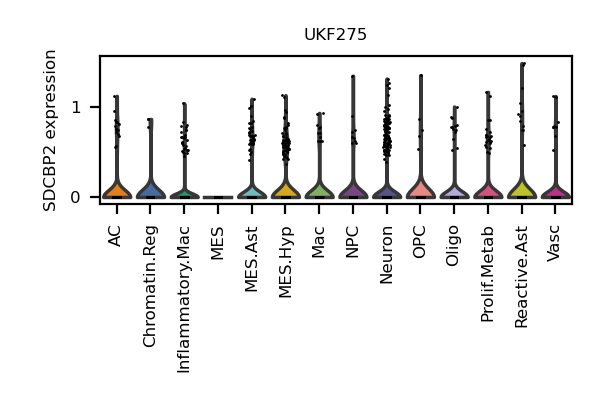 UKF275
SDCBP2 expression
1
0
AC
Chromatin.Reg
Inflammatory.Mac
MES
MES.Ast
MES.Hyp
Mac
NPC
Neuron
OPC
Oligo
Prolif.Metab
Reactive.Ast
Vasc